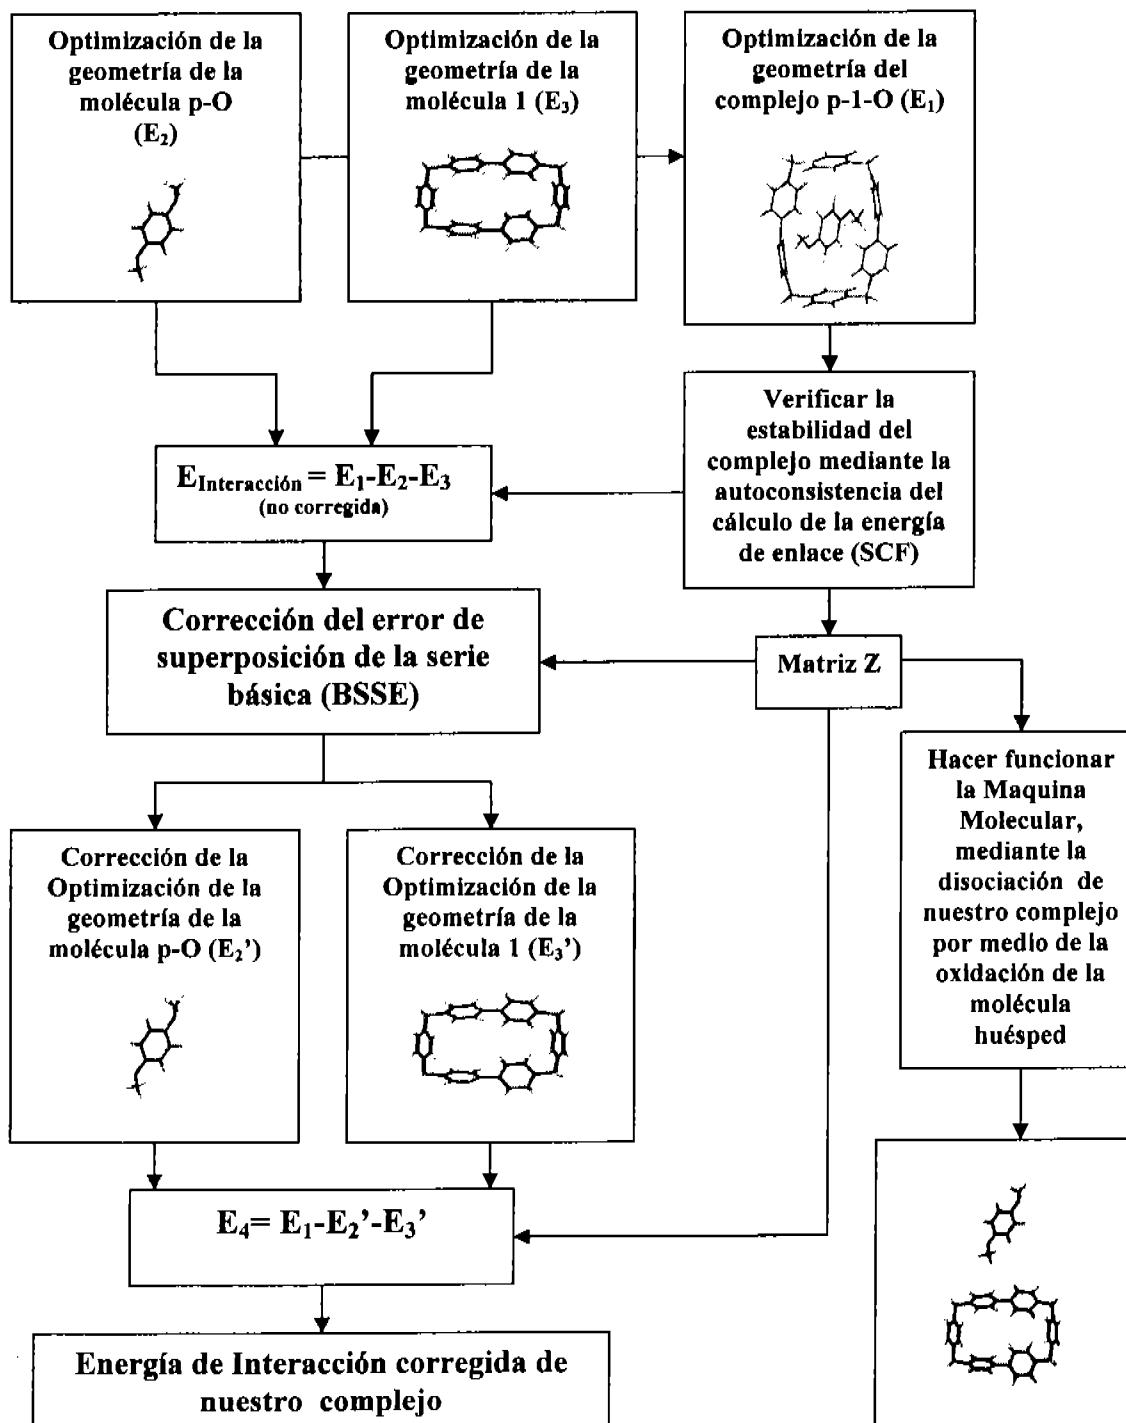 Optimización de la
geometría de la
molécula p-O
(E₂)
Optimización de la
geometría de la
molécula 1 (E₃)
Optimización de la
geometría del
complejo p-1-O (E₁)
Verificar la
estabilidad del
complejo mediante la
autoconsistencia del
cálculo de la energía
de enlace (SCF)
E Interacción = E₁-E₂-E₃
(no corregida)
Corrección del error de
superposición de la serie
básica (BSSE)
Matriz Z
Hacer funcionar
la Maquina
Molecular,
mediante la
disociación de
nuestro complejo
por medio de la
oxidación de la
molécula
huésped
Corrección de la
Optimización de la
geometría de la
molécula p-O (E₂’)
Corrección de la
Optimización de la
geometría de la
molécula 1 (E₃’)
E₄= E₁-E₂’-E₃’
Energía de Interacción corregida de
nuestro complejo